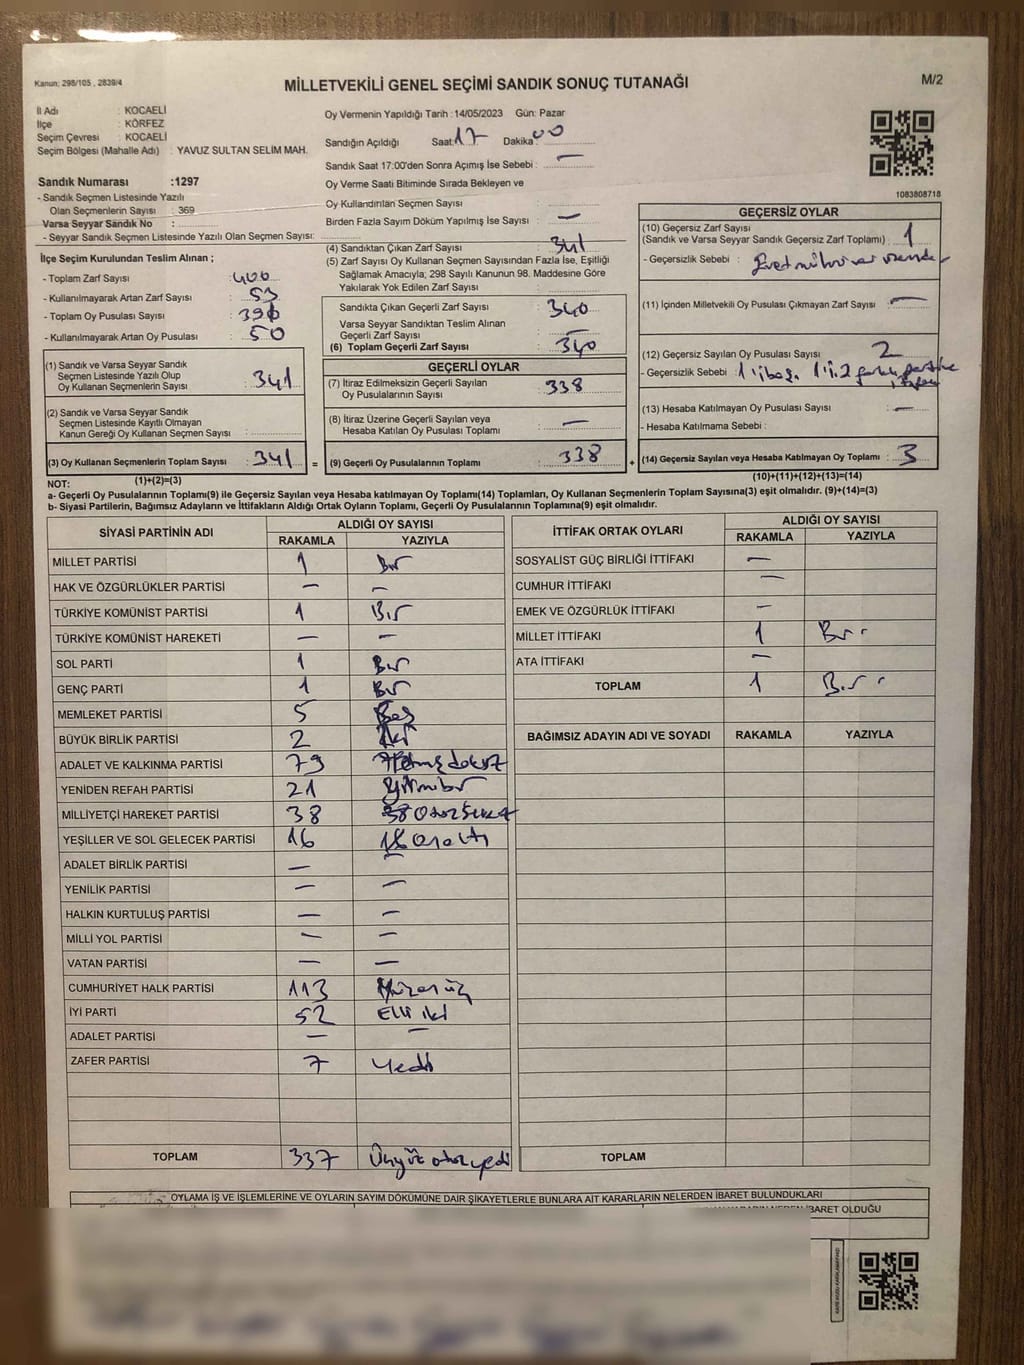 Kanun: 298/105 , 2839/4
MİLLETVEKİLİ GENEL SEÇİMİ SANDIK SONUÇ TUTANAĞI
M/2
İl Adı : KOCAELİ
İlçe : KÖRFEZ
Seçim Çevresi : KOCAELİ
Seçim Bölgesi (Mahalle Adı) : YAVUZ SULTAN SELİM MAH.
Sandık Numarası :1297
- Sandık Seçmen Listesinde Yazılı
Olan Seçmenlerin Sayısı : 369
Varsa Seyyar Sandık No :
- Seyyar Sandık Seçmen Listesinde Yazılı Olan Seçmen Sayısı:
Oy Vermenin Yapıldığı Tarih :14/05/2023 Gün: Pazar
Sandığın Açıldığı Saat: 17 Dakika: 00
Sandık Saat 17:00'den Sonra Açımış İse Sebebi : —
Oy Verme Saati Bitiminde Sırada Bekleyen ve
Oy Kullandırılan Seçmen Sayısı :
Birden Fazla Sayım Döküm Yapılmış İse Sayısı : —
1083808718
İlçe Seçim Kurulundan Teslim Alınan ;
- Toplam Zarf Sayısı : 400
- Kullanılmayarak Artan Zarf Sayısı : 53
- Toplam Oy Pusulası Sayısı : 390
- Kullanılmayarak Artan Oy Pusulası : 50
(4) Sandıktan Çıkan Zarf Sayısı : 341
(5) Zarf Sayısı Oy Kullanan Seçmen Sayısından Fazla İse, Eşitliği
Sağlamak Amacıyla; 298 Sayılı Kanunun 98. Maddesine Göre
Yakılarak Yok Edilen Zarf Sayısı :
Sandıkta Çıkan Geçerli Zarf Sayısı : 340
Varsa Seyyar Sandıktan Teslim Alınan
Geçerli Zarf Sayısı : —
(6) Toplam Geçerli Zarf Sayısı : 340
GEÇERSİZ OYLAR
(10) Geçersiz Zarf Sayısı
(Sandık ve Varsa Seyyar Sandık Geçersiz Zarf Toplamı) : 1
- Geçersizlik Sebebi : Evet mührü var
(11) İçinden Milletvekili Oy Pusulası Çıkmayan Zarf Sayısı : —
(12) Geçersiz Sayılan Oy Pusulası Sayısı : 2
- Geçersizlik Sebebi : 1'i boş, 1'i 2 farklı
(13) Hesaba Katılmayan Oy Pusulası Sayısı : —
- Hesaba Katılmama Sebebi :
(1) Sandık ve Varsa Seyyar Sandık
Seçmen Listesinde Yazılı Olup
Oy Kullanan Seçmenlerin Sayısı : 341
(2) Sandık ve Varsa Seyyar Sandık
Seçmen Listesinde Kayıtlı Olmayan
Kanun Gereği Oy Kullanan Seçmen Sayısı :
GEÇERLİ OYLAR
(7) İtiraz Edilmeksizin Geçerli Sayılan
Oy Pusulalarının Sayısı : 338
(8) İtiraz Üzerine Geçerli Sayılan veya
Hesaba Katılan Oy Pusulası Toplamı : —
(3) Oy Kullanan Seçmenlerin Toplam Sayısı : 341 = (9) Geçerli Oy Pusulalarının Toplamı : 338 + (14) Geçersiz Sayılan veya Hesaba Katılmayan Oy Toplamı : 3
NOT: (1)+(2)=(3) (10)+(11)+(12)+(13)=(14)
a- Geçerli Oy Pusulalarının Toplamı(9) ile Geçersiz Sayılan veya Hesaba katılmayan Oy Toplamı(14) Toplamları, Oy Kullanan Seçmenlerin Toplam Sayısına(3) eşit olmalıdır. (9)+(14)=(3)
b- Siyasi Partilerin, Bağımsız Adayların ve İttifakların Aldığı Ortak Oyların Toplamı, Geçerli Oy Pusulalarının Toplamına(9) eşit olmalıdır.
SİYASİ PARTİNİN ADI ALDIĞI OY SAYISI
RAKAMLA YAZIYLA
MİLLET PARTİSİ 1 Bir
HAK VE ÖZGÜRLÜKLER PARTİSİ — —
TÜRKİYE KOMÜNİST PARTİSİ 1 Bir
TÜRKİYE KOMÜNİST HAREKETİ — —
SOL PARTİ 1 Bir
GENÇ PARTİ 1 Bir
MEMLEKET PARTİSİ 5 Beş
BÜYÜK BİRLİK PARTİSİ 2 İki
ADALET VE KALKINMA PARTİSİ 79 Yetmiş dokuz
YENİDEN REFAH PARTİSİ 21 Yirmibir
MİLLİYETÇİ HAREKET PARTİSİ 38 38 Otuz Sekiz
YEŞİLLER VE SOL GELECEK PARTİSİ 16 16 On altı
ADALET BİRLİK PARTİSİ — —
YENİLİK PARTİSİ — —
HALKIN KURTULUŞ PARTİSİ — —
MİLLİ YOL PARTİSİ — —
VATAN PARTİSİ — —
CUMHURİYET HALK PARTİSİ 113 Yüzonüç
İYİ PARTİ 52 Elli iki
ADALET PARTİSİ — —
ZAFER PARTİSİ 7 Yedi
TOPLAM 337 Üçyüz otuz yedi
İTTİFAK ORTAK OYLARI ALDIĞI OY SAYISI
RAKAMLA YAZIYLA
SOSYALİST GÜÇ BİRLİĞİ İTTİFAKI —
CUMHUR İTTİFAKI —
EMEK VE ÖZGÜRLÜK İTTİFAKI —
MİLLET İTTİFAKI 1 Bir
ATA İTTİFAKI —
TOPLAM 1 Bir
BAĞIMSIZ ADAYIN ADI VE SOYADI RAKAMLA YAZIYLA
TOPLAM
OYLAMA İŞ VE İŞLEMLERİNE VE OYLARIN SAYIM DÖKÜMÜNE DAİR ŞİKAYETLERLE BUNLARA AİT KARARLARIN NELERDEN İBARET BULUNDUKLARI
İBARET OLDUĞU